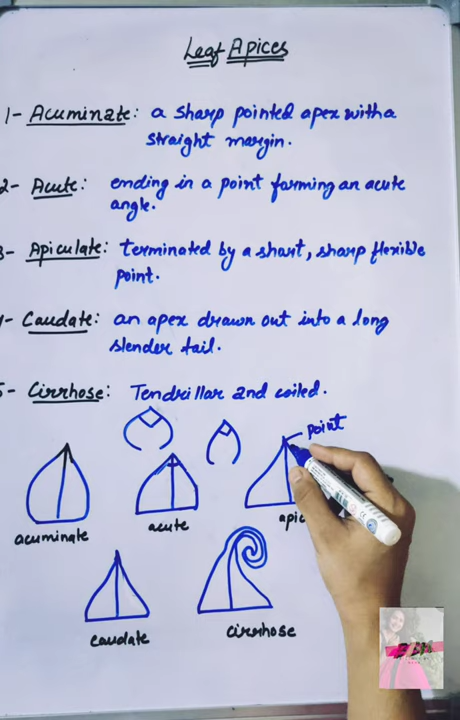 Leaf Apices
1- Acuminate: a sharp pointed apex with a
straight margin.
2- Acute: ending in a point forming an acute
angle.
3- Apiculate: terminated by a short, sharp flexible
point.
4- Caudate: an apex drawn out into a long
slender tail.
5- Cirrhose: Tendrillar and coiled.
point
acuminate
acute
apic
caudate
cirrhose